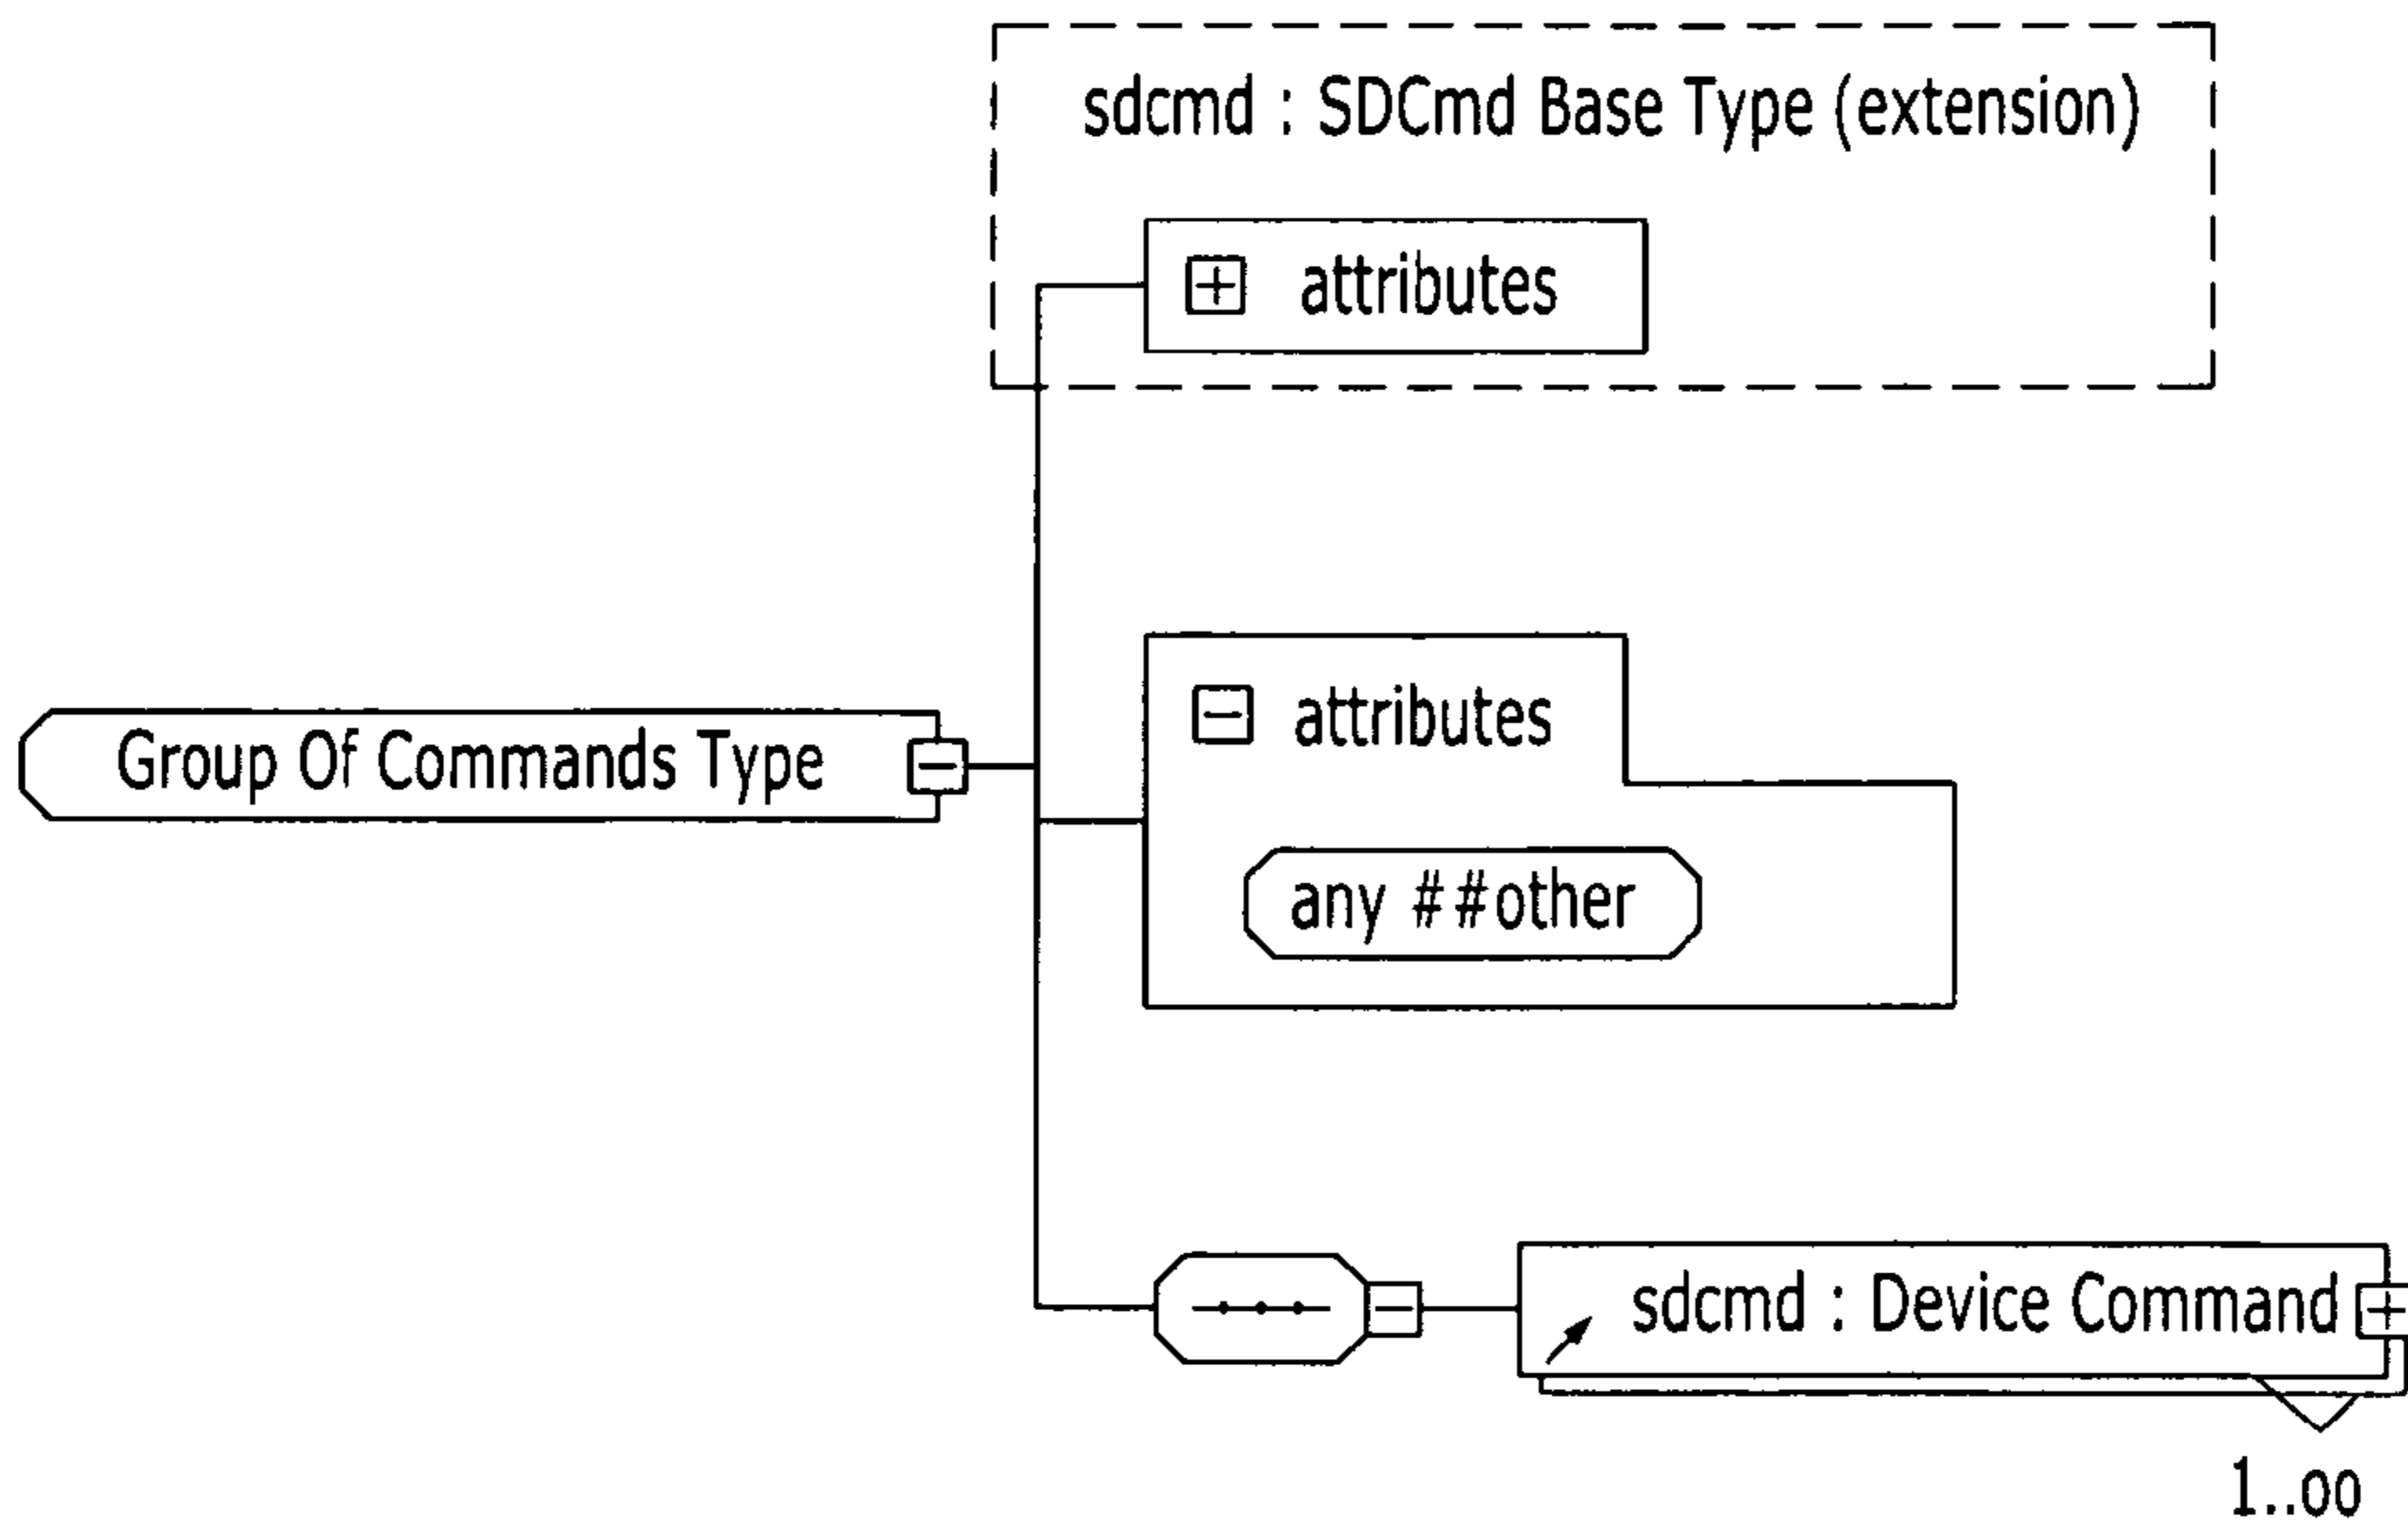 sdcmd : SDCmd Base Type (extension)
attributes
attributes
Group Of Commands Type
any ##other
sdcmd : Device Command
1..oo